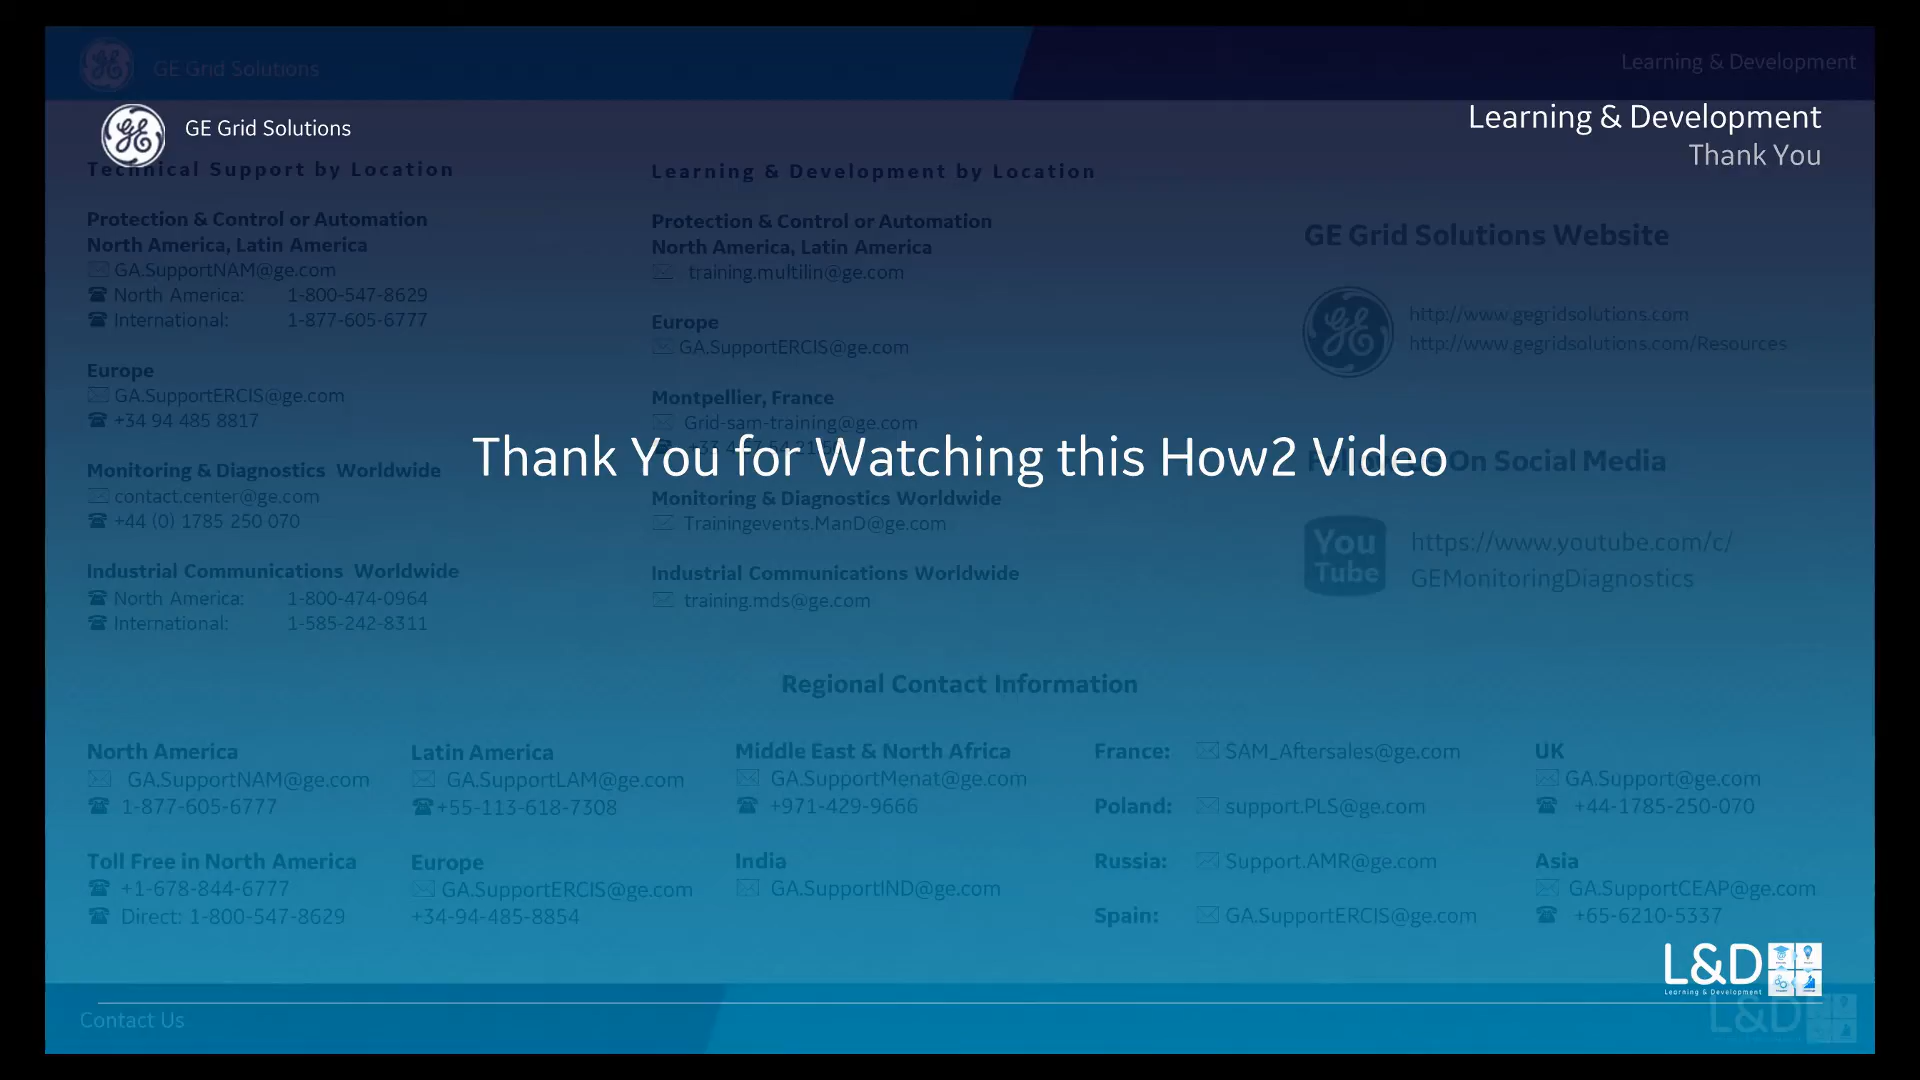 GE Grid Solutions
Learning & Development
GE Grid Solutions
Learning & Development
Thank You
Technical Support by Location
Protection & Control or Automation
North America, Latin America
GA.SupportNAM@ge.com
North America: 1-800-547-8629
International: 1-877-605-6777
Europe
GA.SupportERCIS@ge.com
+34 94 485 8817
Monitoring & Diagnostics Worldwide
contact.center@ge.com
+44 (0) 1785 250 070
Industrial Communications Worldwide
North America: 1-800-474-0964
International: 1-585-242-8311
Learning & Development by Location
Protection & Control or Automation
North America, Latin America
training.multilin@ge.com
Europe
GA.SupportERCIS@ge.com
Montpellier, France
Grid-sam-training@ge.com
Thank You for Watching this How2 Video
Monitoring & Diagnostics Worldwide
Trainingevents.ManD@ge.com
Industrial Communications Worldwide
training.mds@ge.com
GE Grid Solutions Website
http://www.gegridsolutions.com
http://www.gegridsolutions.com/Resources
On Social Media
You
Tube
https://www.youtube.com/c/
GEMonitoringDiagnostics
Regional Contact Information
North America
GA.SupportNAM@ge.com
1-877-605-6777
Toll Free in North America
+1-678-844-6777
Direct: 1-800-547-8629
Latin America
GA.SupportLAM@ge.com
+55-113-618-7308
Europe
GA.SupportERCIS@ge.com
+34-94-485-8854
Middle East & North Africa
GA.SupportMenat@ge.com
+971-429-9666
India
GA.SupportIND@ge.com
France: SAM_Aftersales@ge.com
Poland: support.PLS@ge.com
Russia: Support.AMR@ge.com
Spain: GA.SupportERCIS@ge.com
UK
GA.Support@ge.com
+44-1785-250-070
Asia
GA.SupportCEAP@ge.com
+65-6210-5337
L&D
Learning & Development
Contact Us
L&D